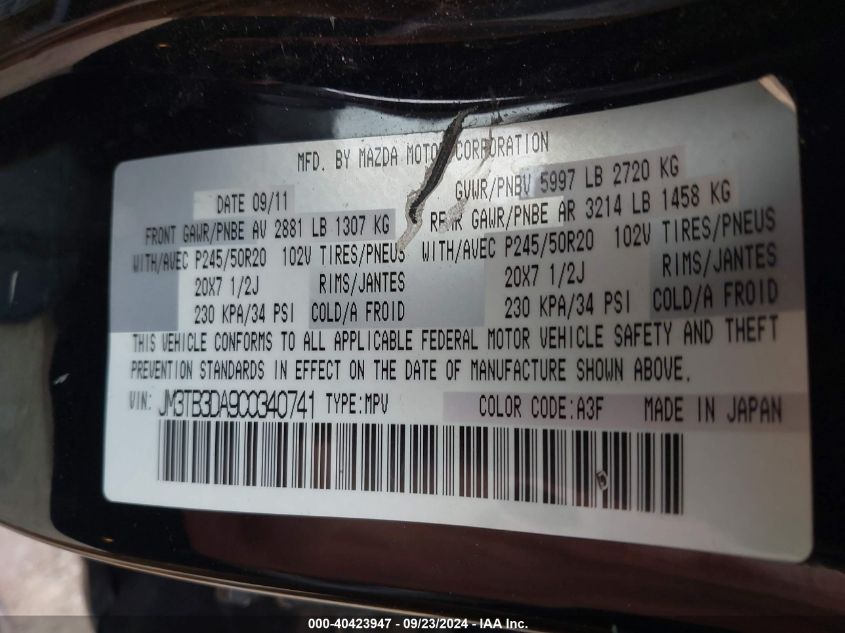 MFD. BY MAZDA MOTOR CORPORATION
DATE 09/11 GVWR/PNBV 5997 LB 2720 KG
FRONT GAWR/PNBE AV 2881 LB 1307 KG REAR GAWR/PNBE AR 3214 LB 1458 KG
WITH/AVEC P245/50R20 102V TIRES/PNEUS WITH/AVEC P245/50R20 102V TIRES/PNEUS
20X7 1/2J RIMS/JANTES 20X7 1/2J RIMS/JANTES
230 KPA/34 PSI COLD/A FROID 230 KPA/34 PSI COLD/A FROID
THIS VEHICLE CONFORMS TO ALL APPLICABLE FEDERAL MOTOR VEHICLE SAFETY AND THEFT
PREVENTION STANDARDS IN EFFECT ON THE DATE OF MANUFACTURE SHOWN ABOVE.
VIN: JM3TB3DA9C0340741 TYPE:MPV COLOR CODE:A3F MADE IN JAPAN
000-40423947 - 09/23/2024 - IAA Inc.